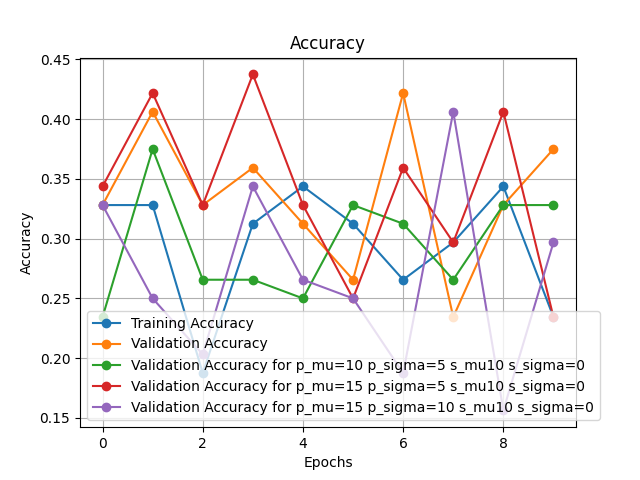 Accuracy
0.45
0.40
0.35
0.30
0.25
0.20
0.15
Accuracy
Training Accuracy
Validation Accuracy
Validation Accuracy for p_mu=10 p_sigma=5 s_mu10 s_sigma=0
Validation Accuracy for p_mu=15 p_sigma=5 s_mu10 s_sigma=0
Validation Accuracy for p_mu=15 p_sigma=10 s_mu10 s_sigma=0
0 2 4 6 8
Epochs